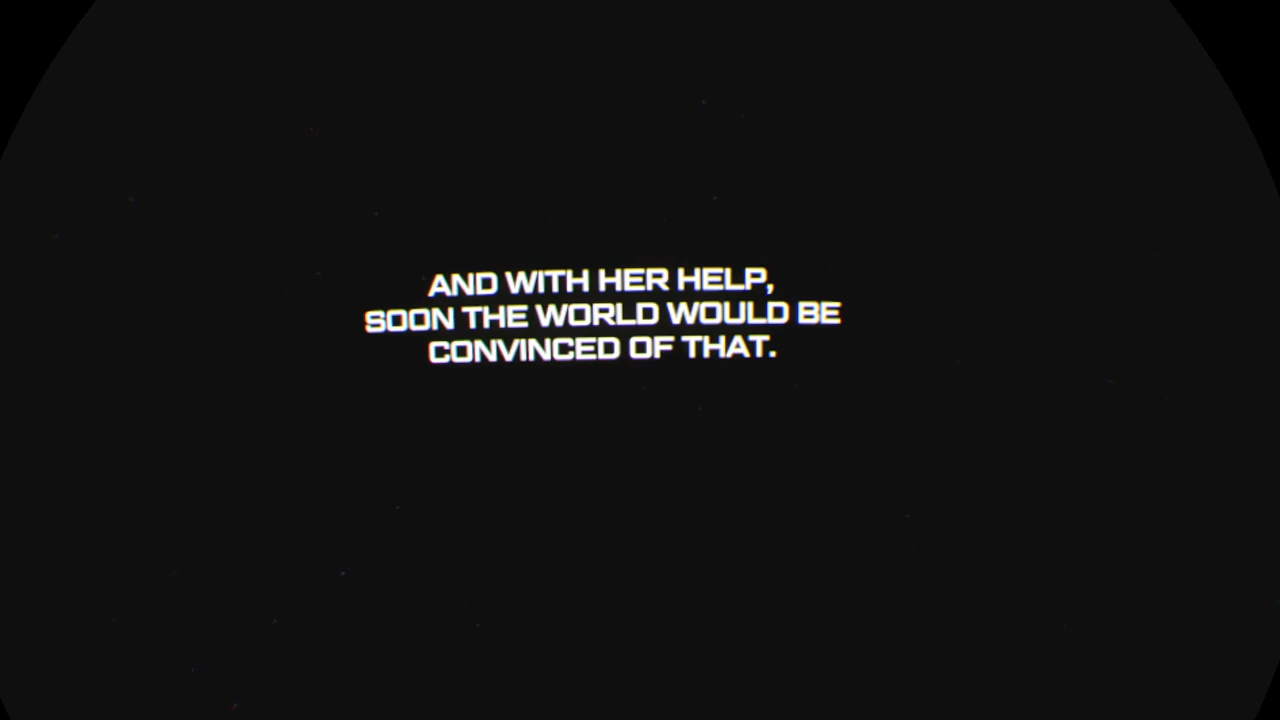 AND WITH HER HELP,
SOON THE WORLD WOULD BE
CONVINCED OF THAT.